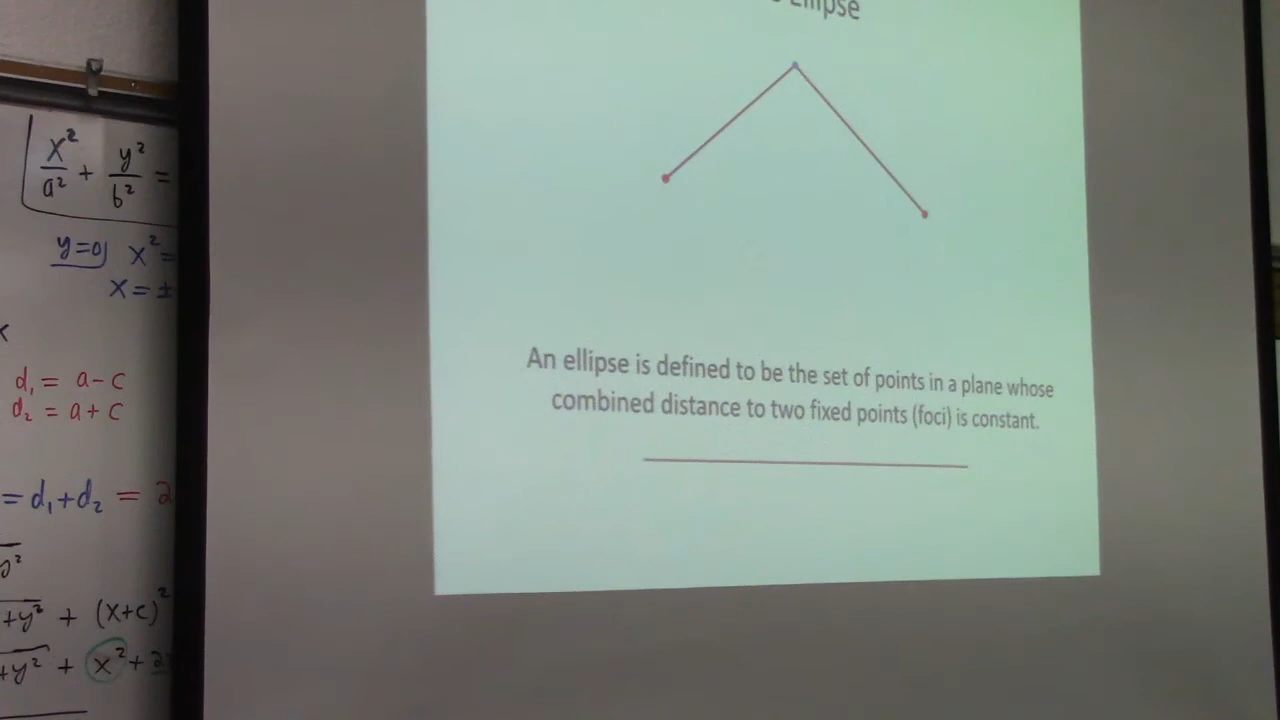 Ellipse
x²/a² + y²/b² =
y=0 x² =
x = ±
d₁ = a - c
d₂ = a + c
= d₁ + d₂ = 2
+y² + (x+c)²
+y² + x² + 2
An ellipse is defined to be the set of points in a plane whose
combined distance to two fixed points (foci) is constant.